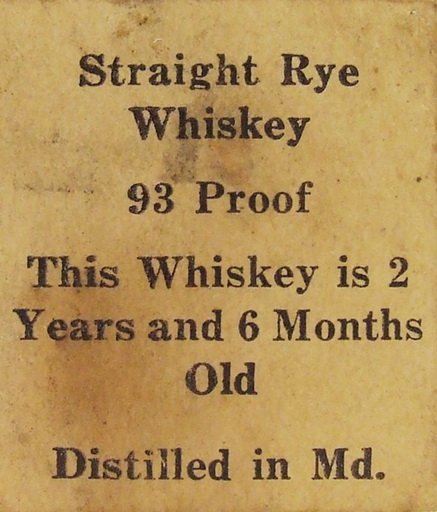 Straight Rye
Whiskey
93 Proof
This Whiskey is 2
Years and 6 Months
Old
Distilled in Md.